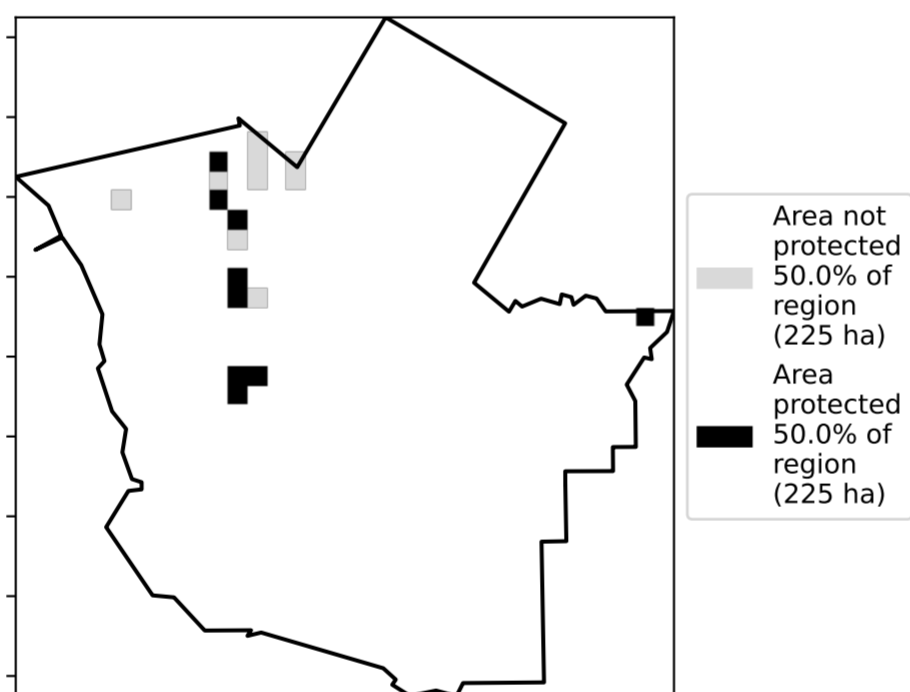 Area not
protected
50.0% of
region
(225 ha)
Area
protected
50.0% of
region
(225 ha)